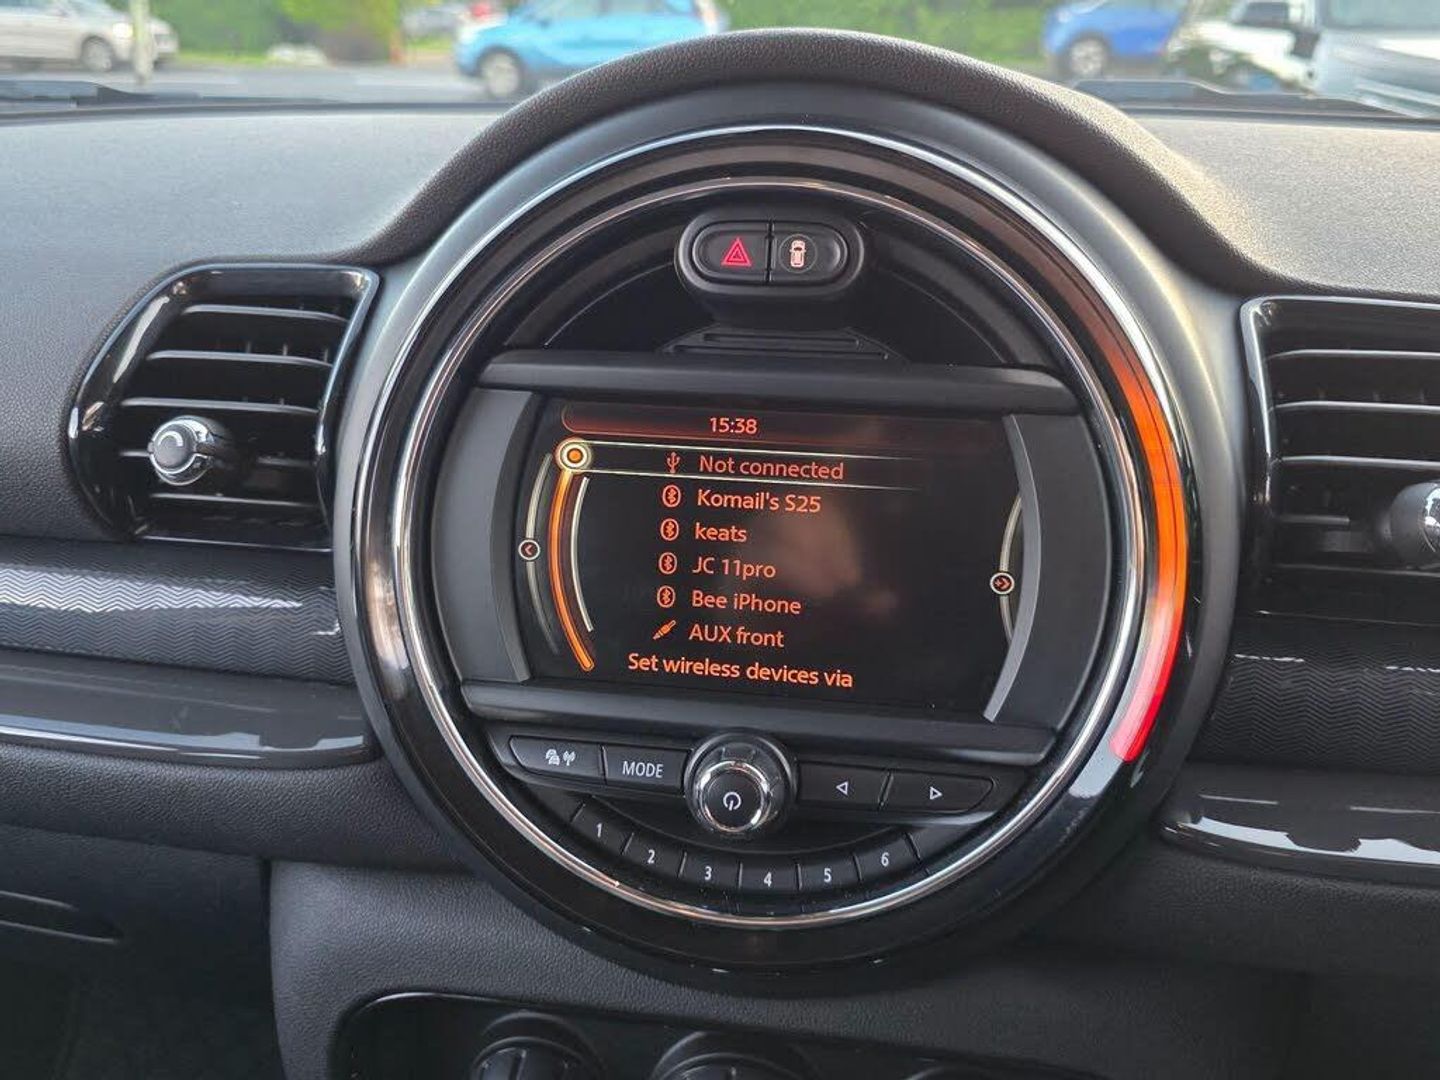 15:38
Not connected
Komail's S25
keats
JC 11pro
Bee iPhone
AUX front
Set wireless devices via
MODE
1
2
3
4
5
6